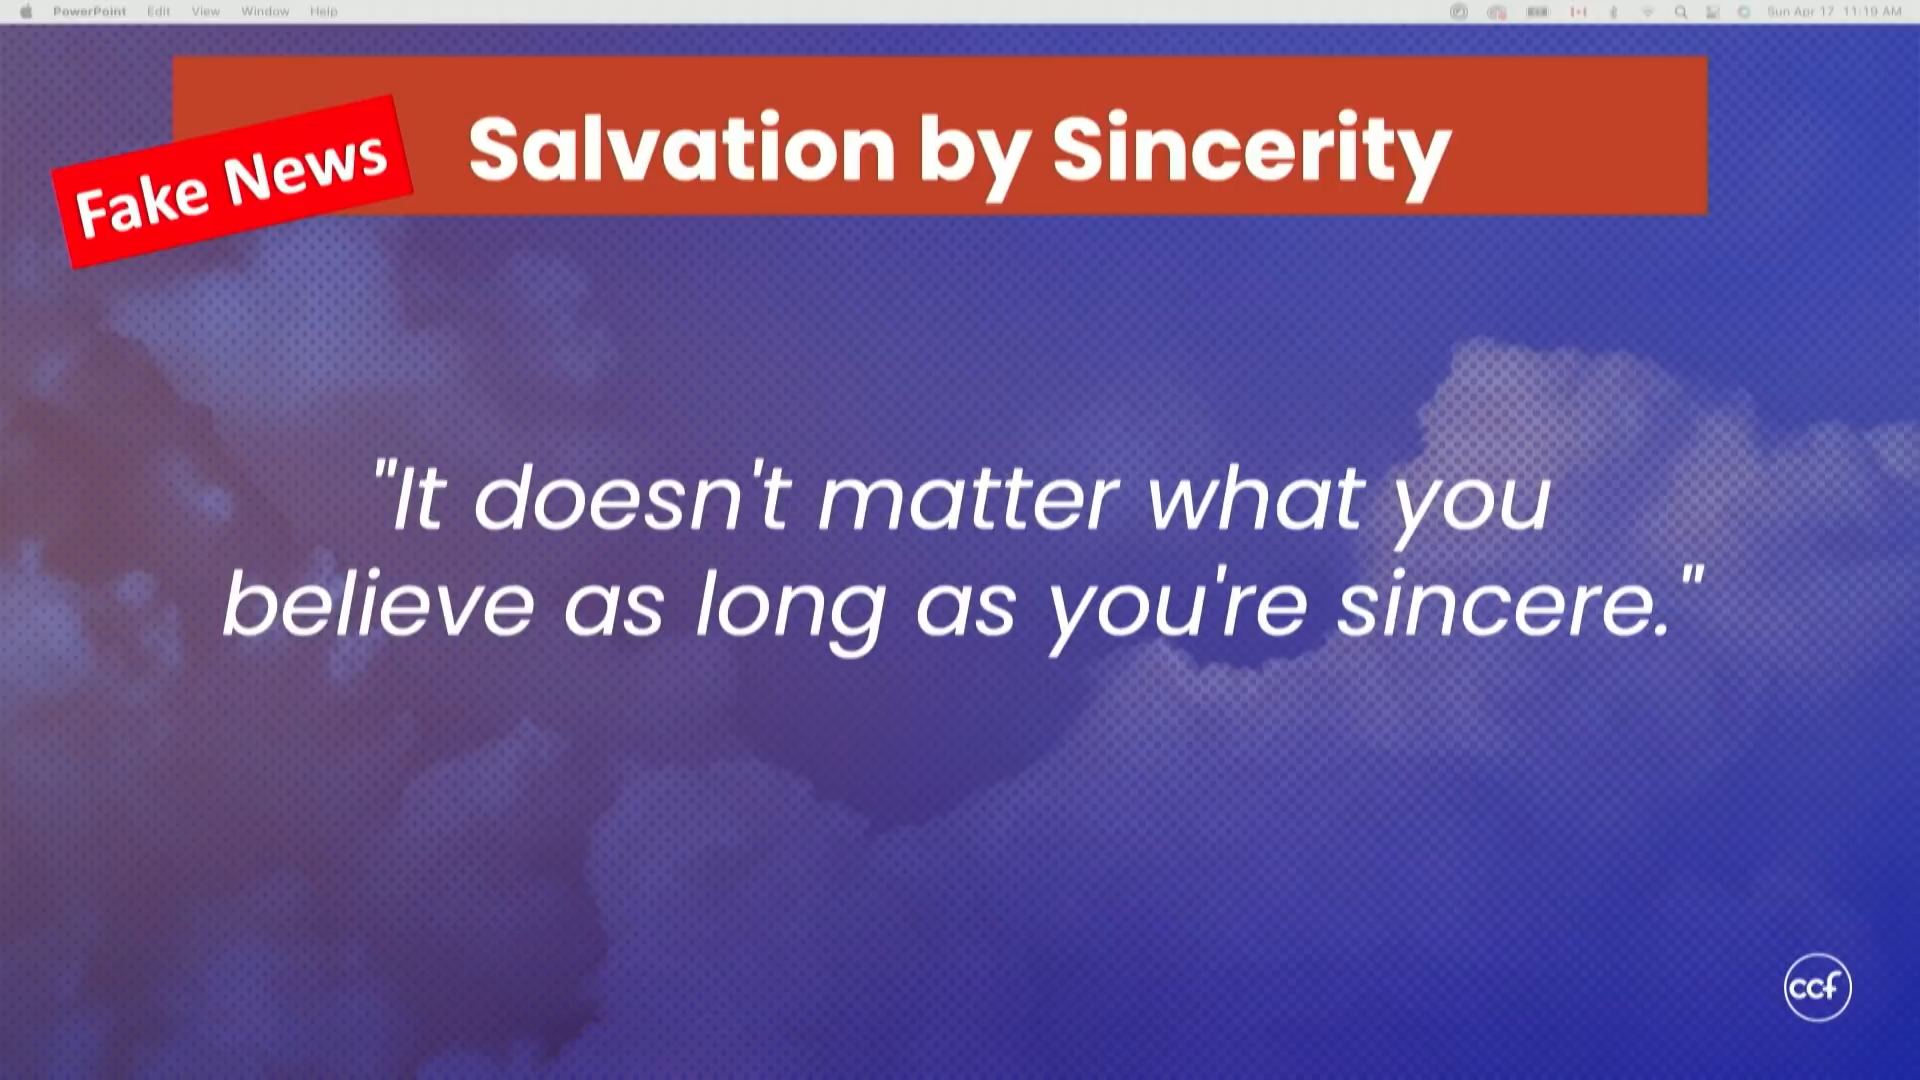 PowerPoint Edit View Window Help Sun Apr 17 11:19 AM
Fake News
Salvation by Sincerity
"It doesn't matter what you
believe as long as you're sincere."
ccf